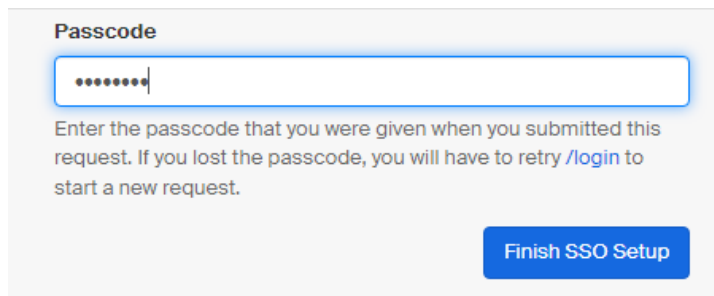 Passcode
••••••••
Enter the passcode that you were given when you submitted this
request. If you lost the passcode, you will have to retry /login to
start a new request.
Finish SSO Setup